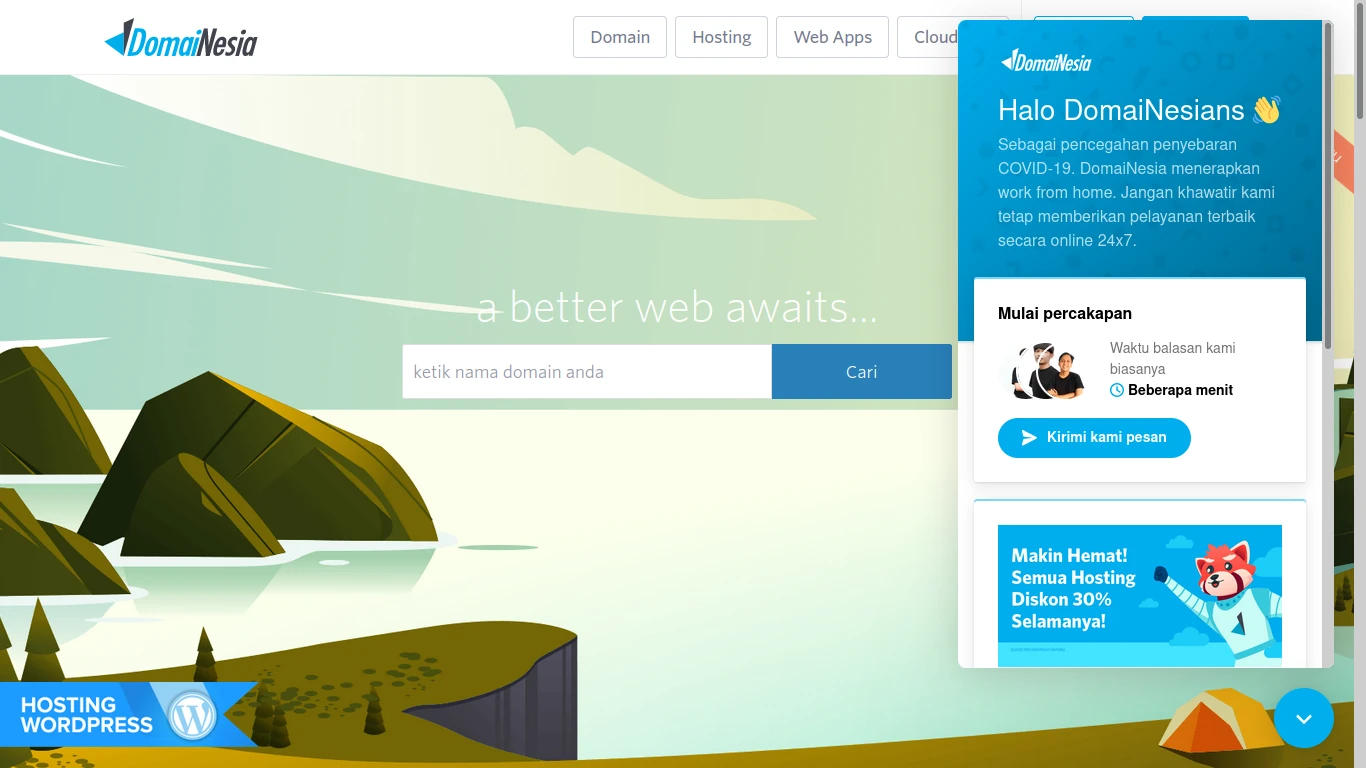 DomaiNesia
Domain
Hosting
Web Apps
Cloud
DomaiNesia
Halo DomaiNesians 👋
Sebagai pencegahan penyebaran
COVID-19. DomaiNesia menerapkan
work from home. Jangan khawatir kami
tetap memberikan pelayanan terbaik
secara online 24x7.
a better web awaits...
ketik nama domain anda
Cari
Mulai percakapan
Waktu balasan kami
biasanya
Beberapa menit
Kirimi kami pesan
Makin Hemat!
Semua Hosting
Diskon 30%
Selamanya!
HOSTING
WORDPRESS